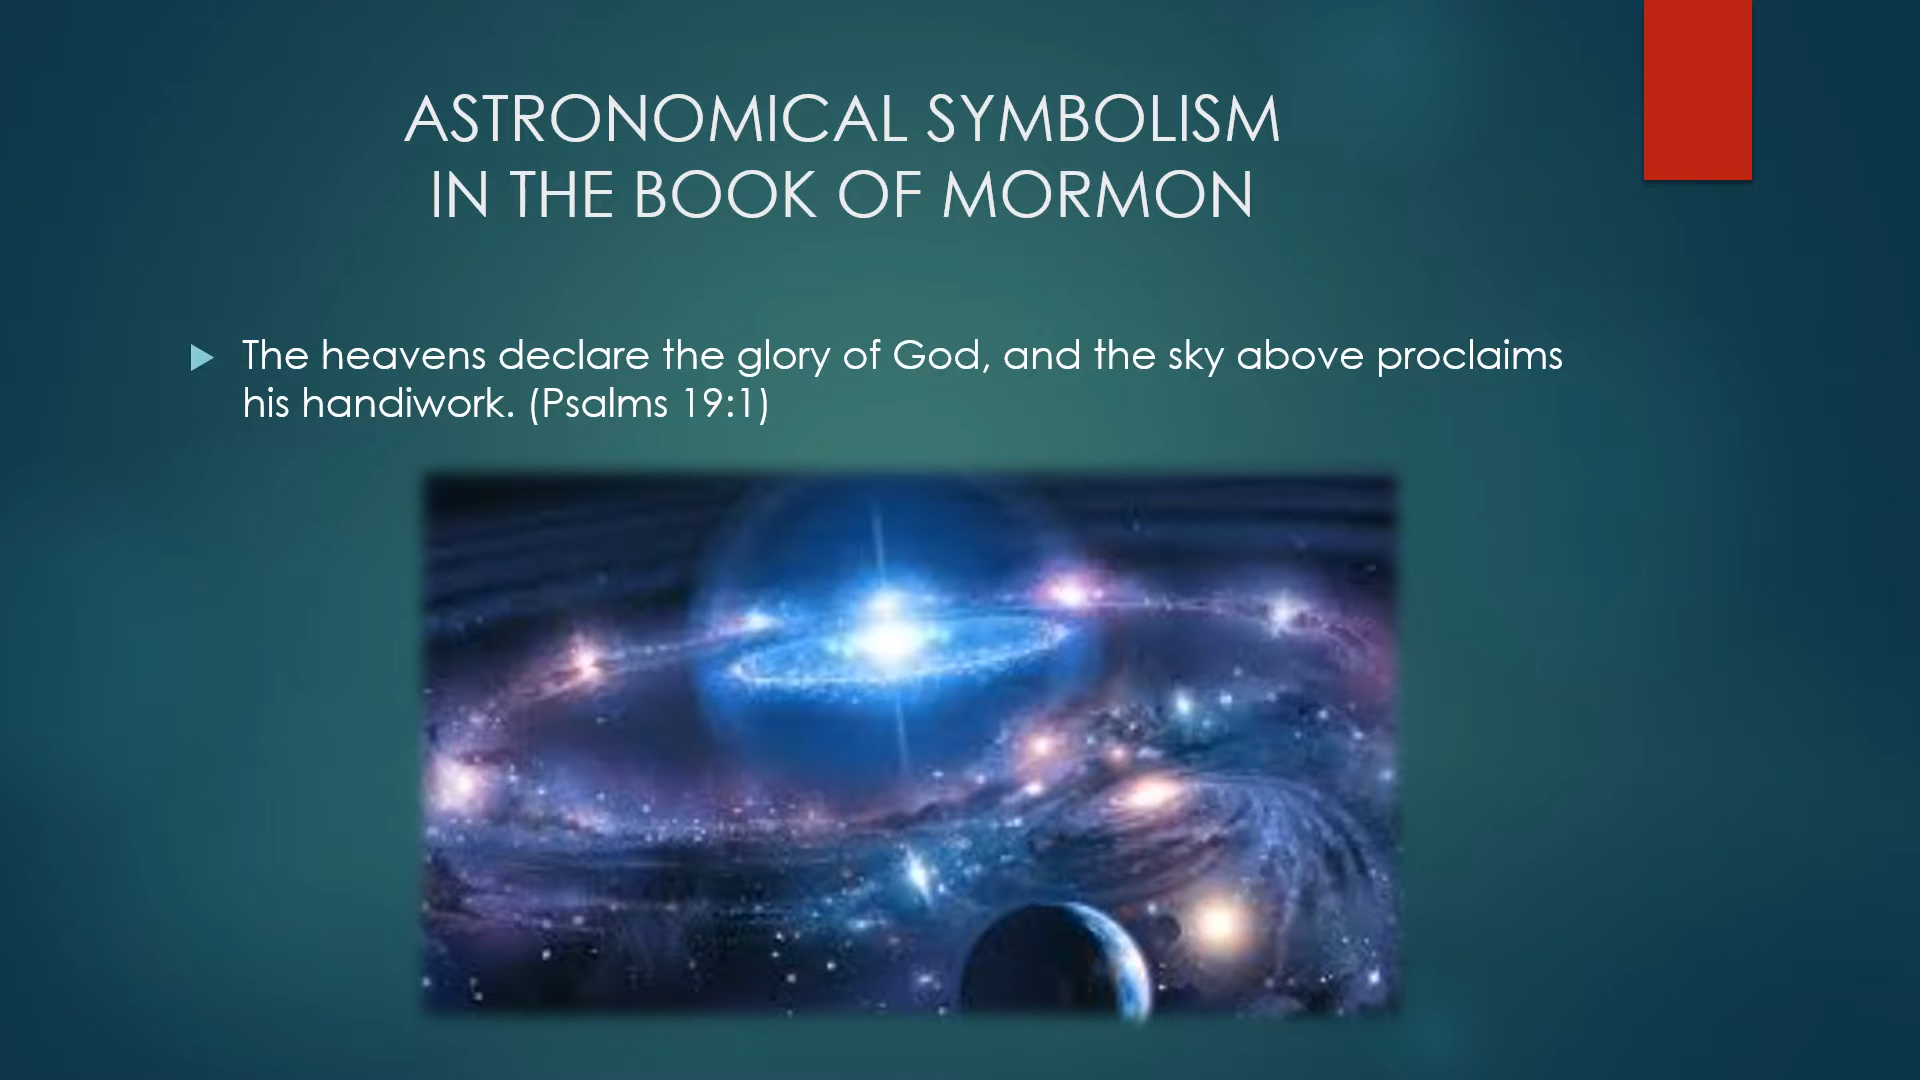 ASTRONOMICAL SYMBOLISM
IN THE BOOK OF MORMON
The heavens declare the glory of God, and the sky above proclaims
his handiwork. (Psalms 19:1)